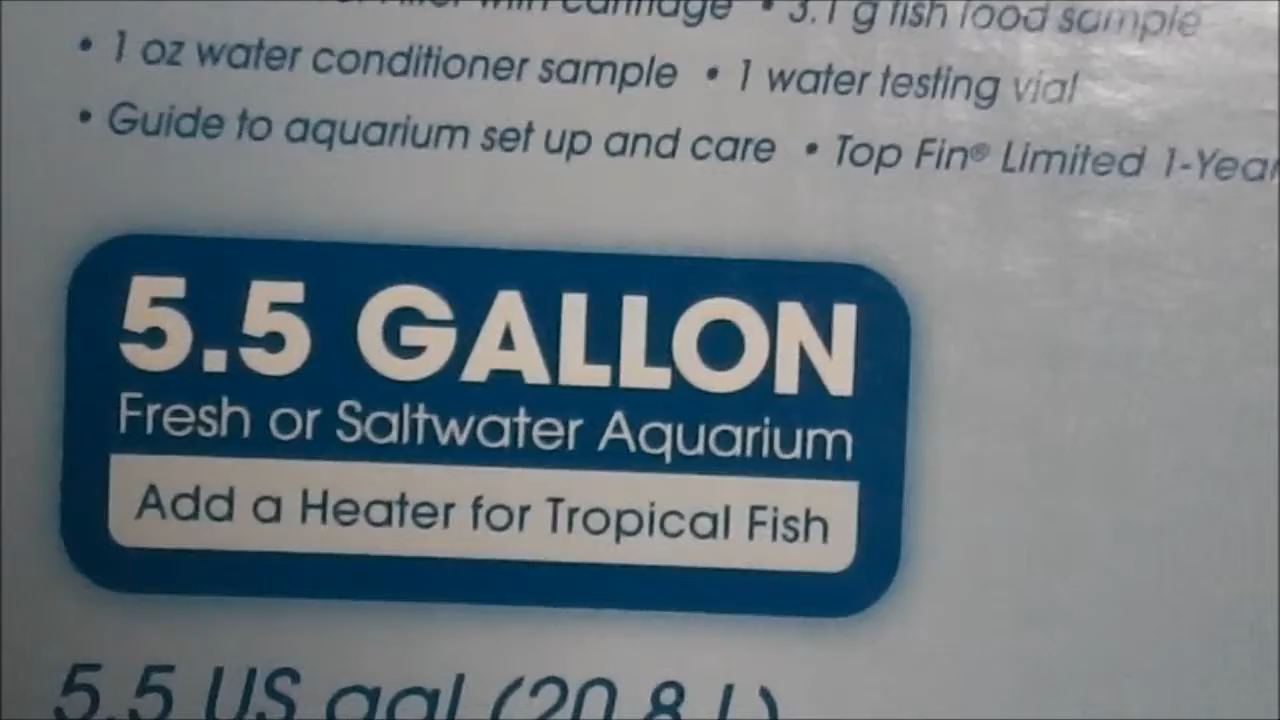 with cartridge • 3.1 g fish food sample
• 1 oz water conditioner sample • 1 water testing vial
• Guide to aquarium set up and care • Top Fin® Limited 1-Year
5.5 GALLON
Fresh or Saltwater Aquarium
Add a Heater for Tropical Fish
5.5 US gal (20.8 L)